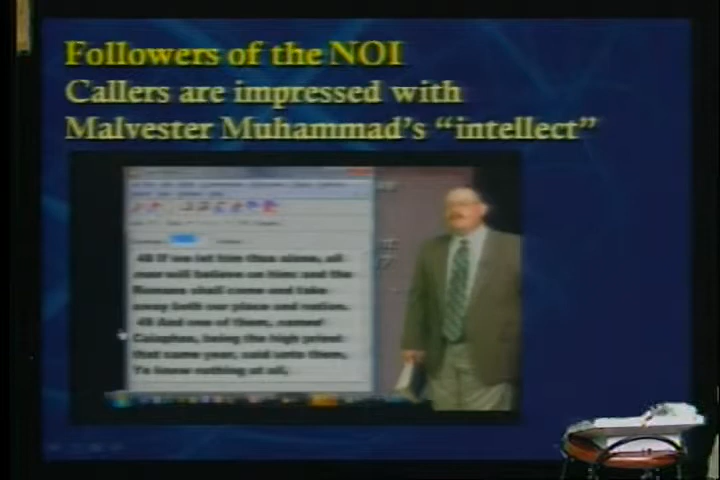 Followers of the NOI
Callers are impressed with
Malvester Muhammad's “intellect”
48 If we let him thus alone, all
men will believe on him: and the
Romans shall come and take
away both our place and nation.
49 And one of them, named
Caiaphas, being the high priest
that same year, said unto them,
Ye know nothing at all,